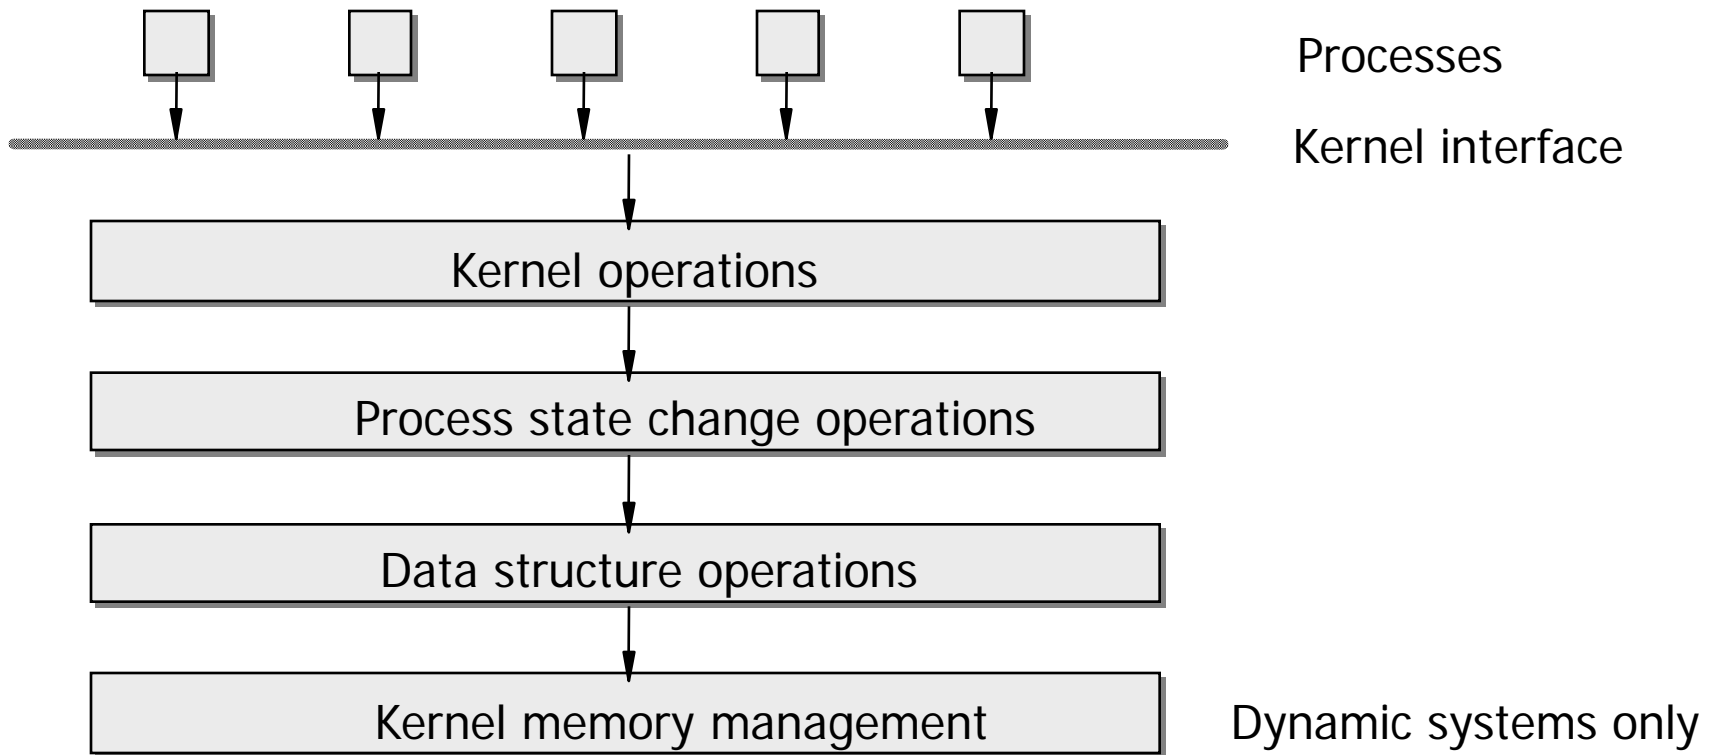 Processes
Kernel interface
Kernel operations
Process state change operations
Data structure operations
Kernel memory management
Dynamic systems only